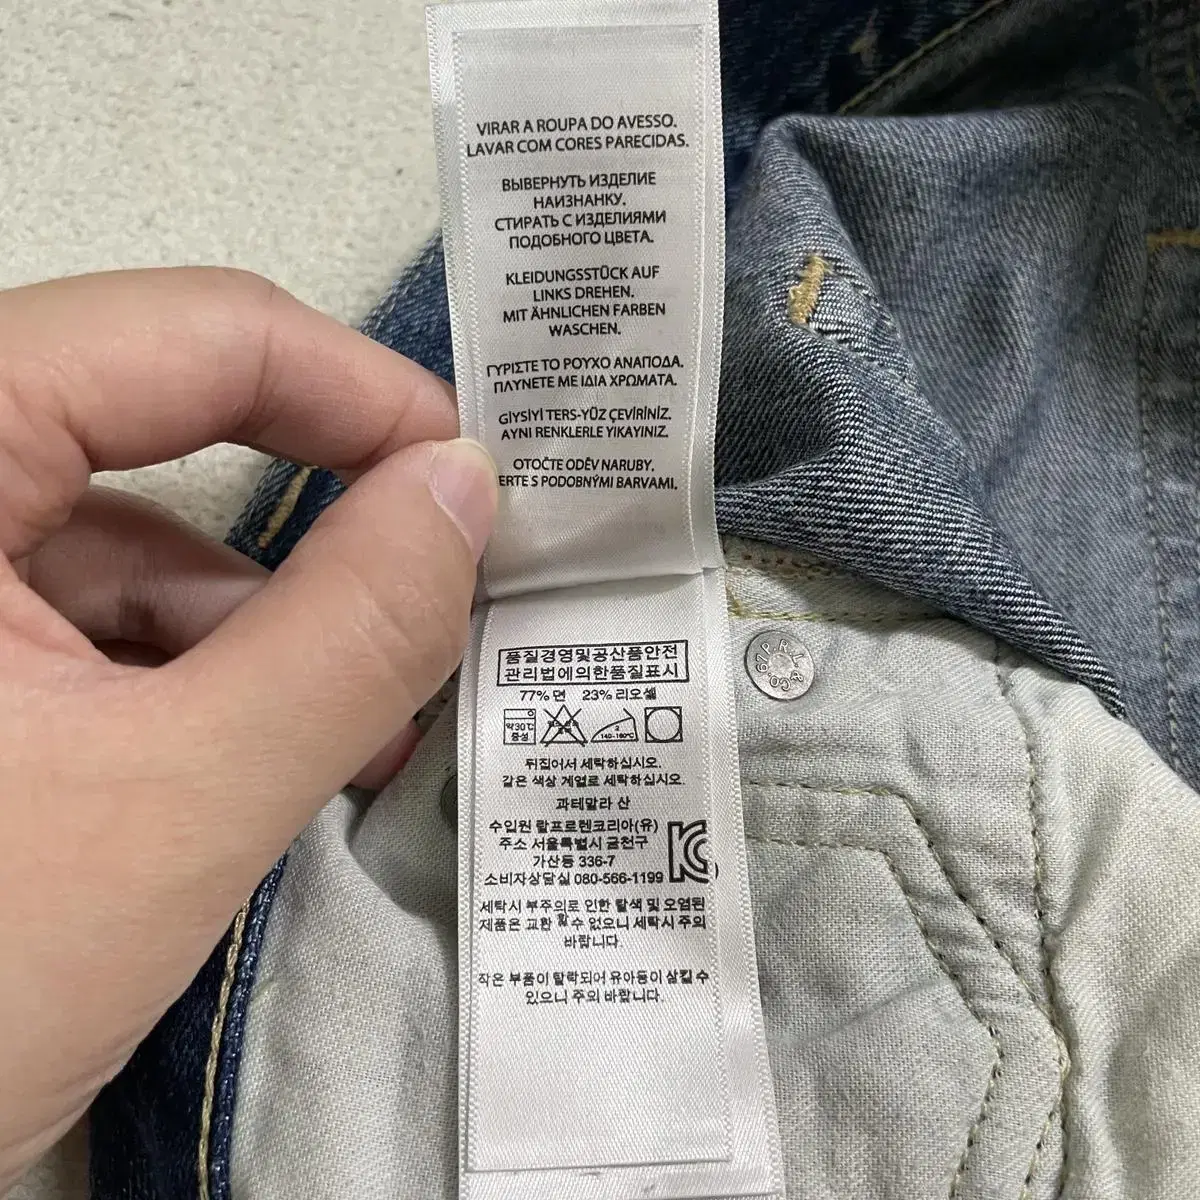 VIRAR A ROUPA DO AVESSO.
LAVAR COM CORES PARECIDAS.
ВЫВЕРНУТЬ ИЗДЕЛИЕ
НАИЗНАНКУ.
СТИРАТЬ С ИЗДЕЛИЯМИ
ПОДОБНОГО ЦВЕТА.
KLEIDUNGSSTÜCK AUF
LINKS DREHEN.
MIT ÄHNLICHEN FARBEN
WASCHEN.
ΓΥΡΙΣΤΕ ΤΟ ΡΟΥΧΟ ΑΝΑΠΟΔΑ.
ΠΛΥΝΕΤΕ ΜΕ ΙΔΙΑ ΧΡΩΜΑΤΑ.
GIYSIYI TERS-YÜZ ÇEVİRİNİZ.
AYNI RENKLERLE YIKAYINIZ.
OTOČTE ODĚV NARUBY.
ERTE S PODOBNÝMI BARVAMI.
품질경영및공산품안전
관리법에의한품질표시
77% 면 23% 리오셀
약30℃
중성
2
140-160℃
뒤집어서 세탁하십시오.
같은 색상 계열로 세탁하십시오.
과테말라 산
수입원 랄프로렌코리아(유)
주소 서울특별시 금천구
가산동 336-7
소비자상담실 080-566-1199
세탁시 부주의로 인한 탈색 및 오염된
제품은 교환 할 수 없으니 세탁시 주의
바랍니다
작은 부품이 탈락되어 유아등이 삼킬 수
있으니 주의 바랍니다.
P.R.L. CO. 67